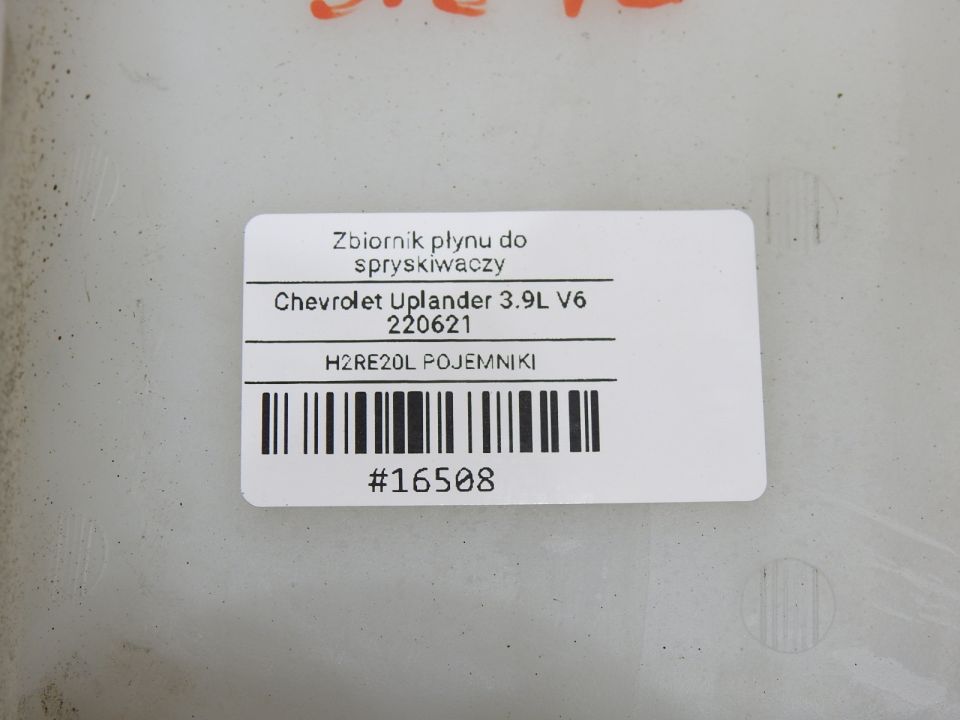 Zbiornik płynu do
spryskiwaczy
Chevrolet Uplander 3.9L V6
220621
H2RE20L POJEMNIKI
#16508